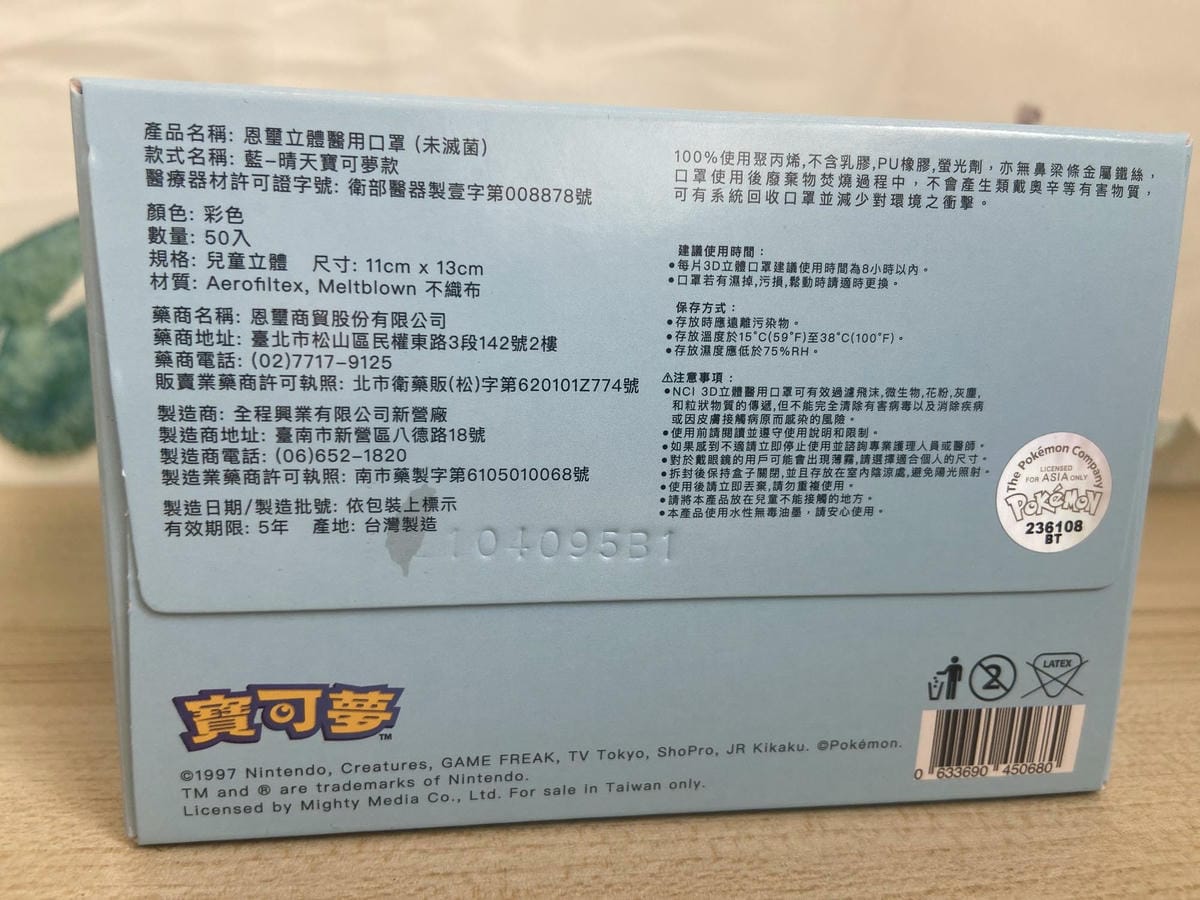 產品名稱: 恩璽立體醫用口罩 (未滅菌)
款式名稱: 藍-晴天寶可夢款
醫療器材許可證字號: 衛部醫器製壹字第008878號
顏色: 彩色
數量: 50入
規格: 兒童立體 尺寸: 11cm x 13cm
材質: Aerofiltex, Meltblown 不織布
藥商名稱: 恩璽商貿股份有限公司
藥商地址: 臺北市松山區民權東路3段142號2樓
藥商電話: (02)7717-9125
販賣業藥商許可執照: 北市衛藥販(松)字第620101Z774號
製造商: 全程興業有限公司新營廠
製造商地址: 臺南市新營區八德路18號
製造商電話: (06)652-1820
製造業藥商許可執照: 南市藥製字第6105010068號
製造日期/製造批號: 依包裝上標示
有效期限: 5年 產地: 台灣製造
104095B1
100%使用聚丙烯,不含乳膠,PU橡膠,螢光劑，亦無鼻梁條金屬鐵絲，
口罩使用後廢棄物焚燒過程中，不會產生類戴奧辛等有害物質，
可有系統回收口罩並減少對環境之衝擊。
建議使用時間：
•每片3D立體口罩建議使用時間為8小時以內。
•口罩若有濕掉,污損,鬆動時請適時更換。
保存方式：
•存放時應遠離污染物。
•存放溫度於15°C(59°F)至38°C(100°F)。
•存放濕度應低於75%RH。
⚠注意事項：
•NCI 3D立體醫用口罩可有效過濾飛沫,微生物,花粉,灰塵,
和粒狀物質的傳遞,但不能完全清除有害病毒以及消除疾病
或因皮膚接觸病原而感染的風險。
•使用前請閱讀並遵守使用說明和限制。
•如果感到不適請立即停止使用並諮詢專業護理人員或醫師。
•對於戴眼鏡的用戶可能會出現薄霧,請選擇適合個人的尺寸。
•拆封後保持盒子關閉,並且存放在室內陰涼處,避免陽光照射。
•使用後請立即丟棄,請勿重複使用。
•請將本產品放在兒童不能接觸的地方。
•本產品使用水性無毒油墨，請安心使用。
The Pokémon Company
LICENSED
FOR ASIA ONLY
POKéMON
236108
BT
寶可夢
TM
©1997 Nintendo, Creatures, GAME FREAK, TV Tokyo, ShoPro, JR Kikaku. ©Pokémon.
TM and ® are trademarks of Nintendo.
Licensed by Mighty Media Co., Ltd. For sale in Taiwan only.
2
LATEX
0 633690 450680